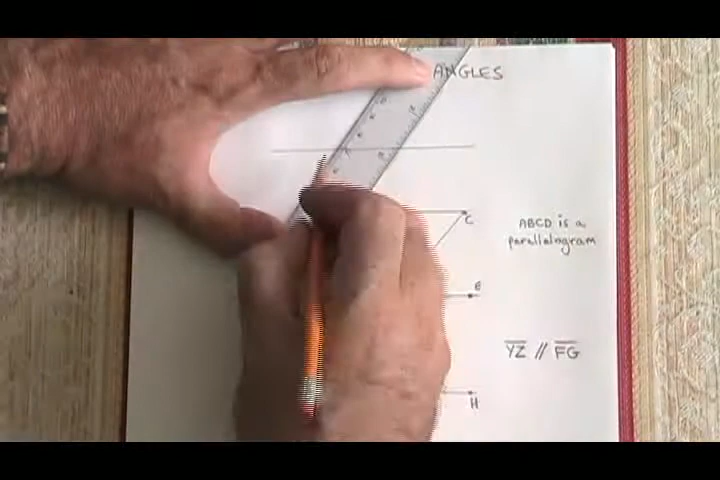 ANGLES
C
ABCD is a
parallelogram
E
YZ // FG
H